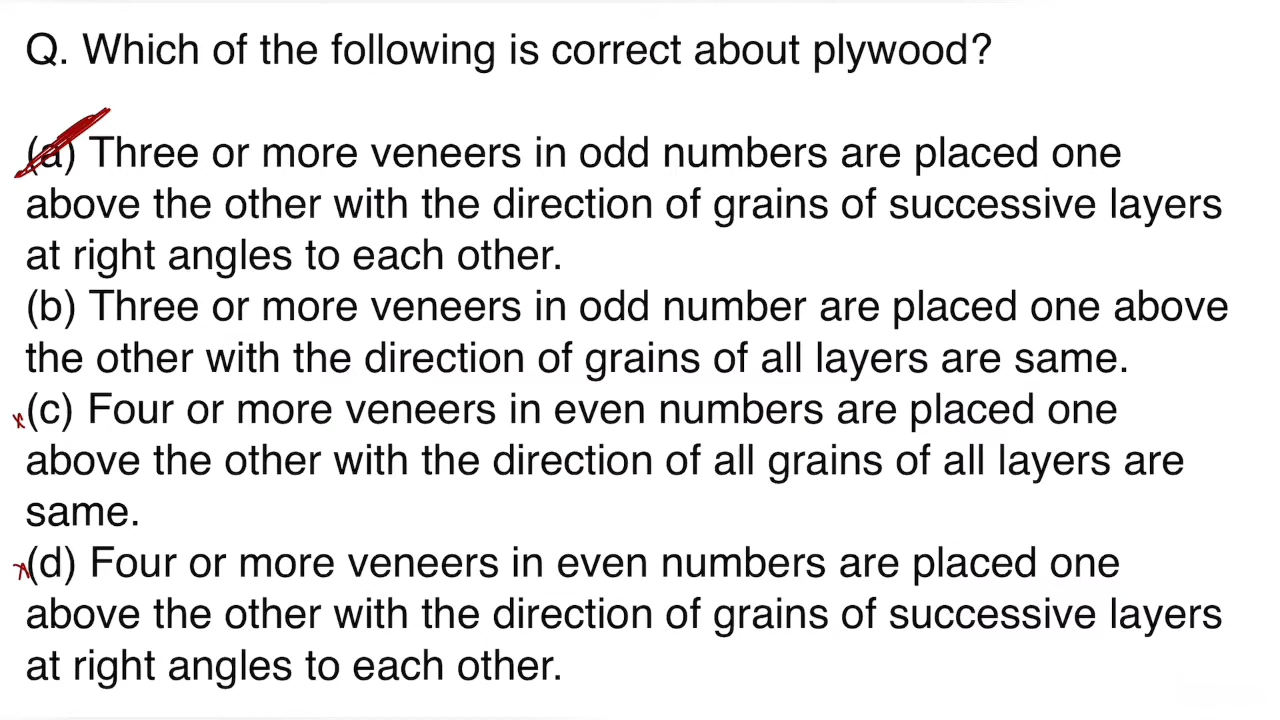 Q. Which of the following is correct about plywood?
(a) Three or more veneers in odd numbers are placed one
above the other with the direction of grains of successive layers
at right angles to each other.
(b) Three or more veneers in odd number are placed one above
the other with the direction of grains of all layers are same.
(c) Four or more veneers in even numbers are placed one
above the other with the direction of all grains of all layers are
same.
(d) Four or more veneers in even numbers are placed one
above the other with the direction of grains of successive layers
at right angles to each other.